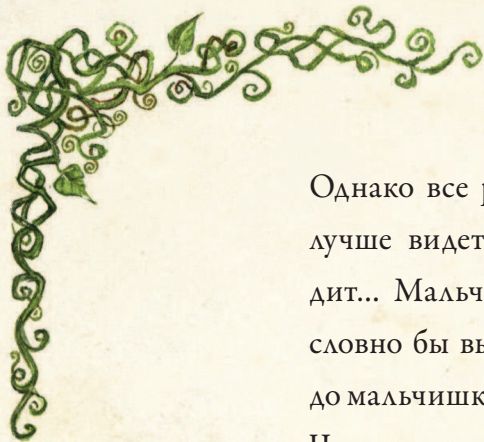 Однако все
лучше видет
дит... Мальч
словно бы вы
до мальчишк